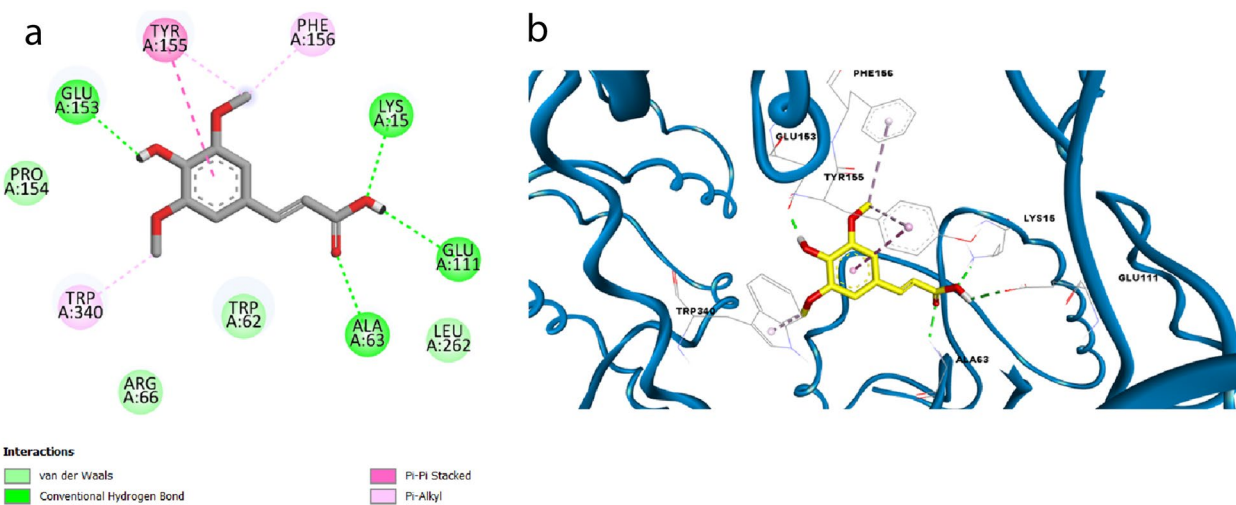 a
TYR
A:155
PHE
A:156
GLU
A:153
LYS
A:15
PRO
A:154
GLU
A:111
TRP
A:340
TRP
A:62
ALA
A:63
LEU
A:262
ARG
A:66
Interactions
van der Waals
Conventional Hydrogen Bond
Pi-Pi Stacked
Pi-Alkyl
b
PHE156
GLU153
TYR155
LYS15
GLU111
TRP340
ALA63